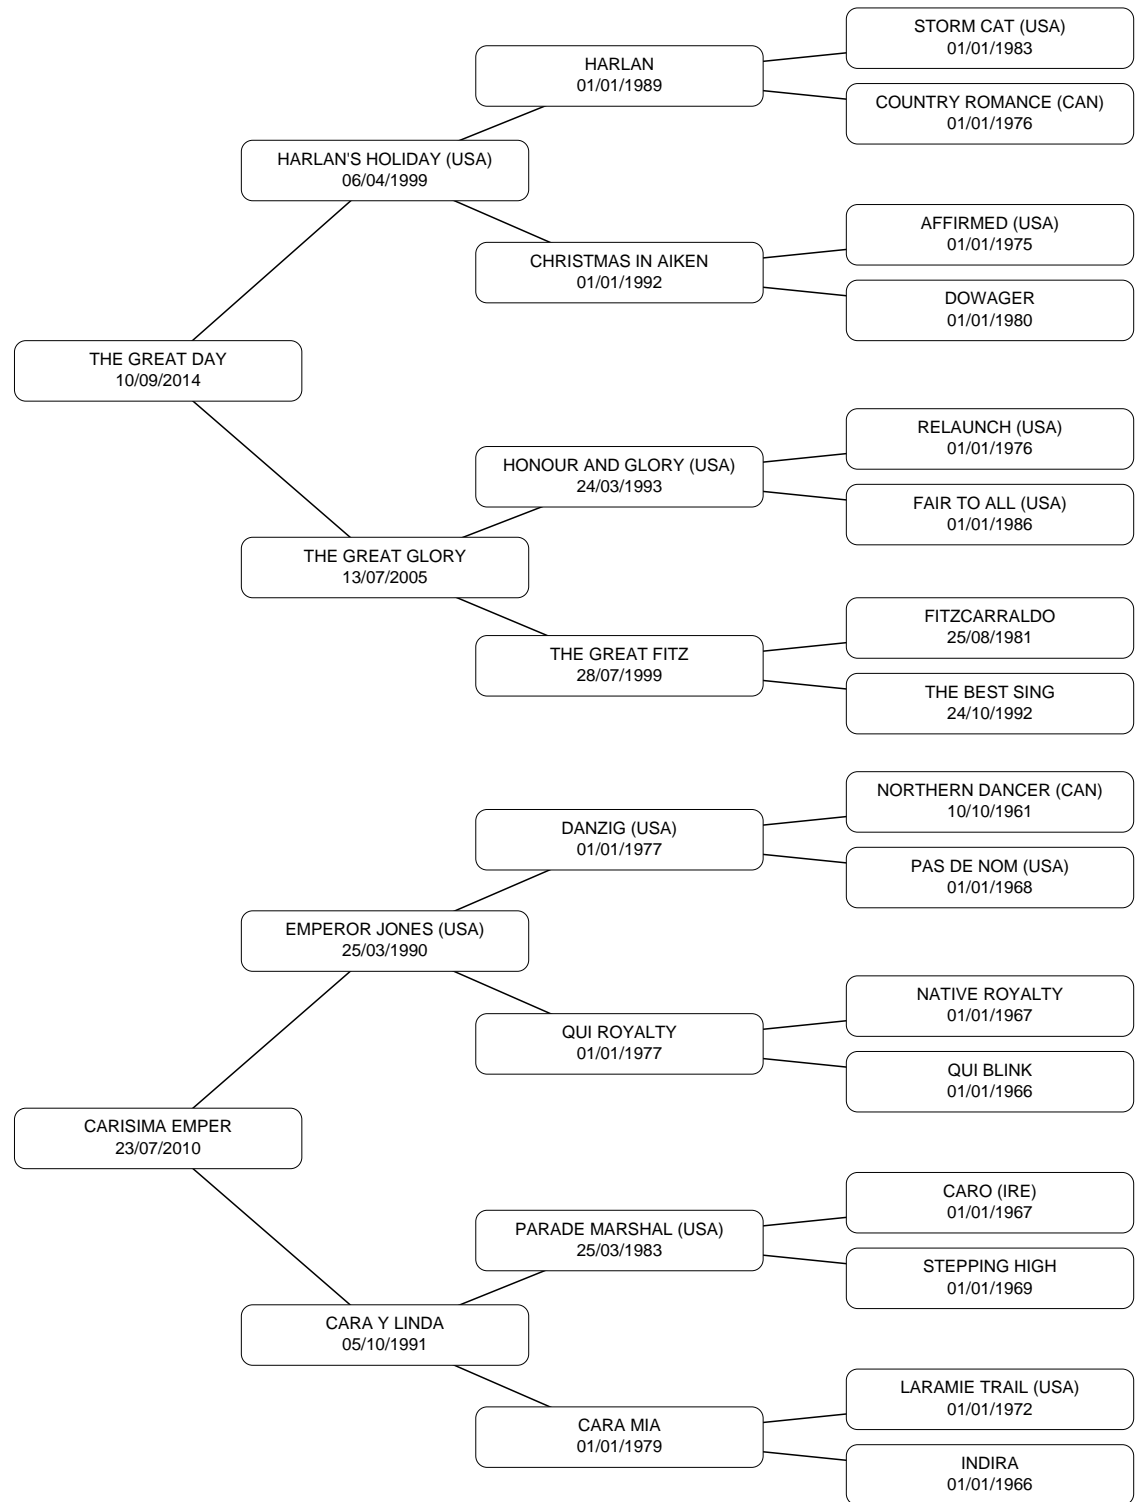 STORM CAT (USA)
01/01/1983
HARLAN
01/01/1989
COUNTRY ROMANCE (CAN)
01/01/1976
HARLAN'S HOLIDAY (USA)
06/04/1999
AFFIRMED (USA)
01/01/1975
CHRISTMAS IN AIKEN
01/01/1992
DOWAGER
01/01/1980
THE GREAT DAY
10/09/2014
RELAUNCH (USA)
01/01/1976
HONOUR AND GLORY (USA)
24/03/1993
FAIR TO ALL (USA)
01/01/1986
THE GREAT GLORY
13/07/2005
FITZCARRALDO
25/08/1981
THE GREAT FITZ
28/07/1999
THE BEST SING
24/10/1992
NORTHERN DANCER (CAN)
10/10/1961
DANZIG (USA)
01/01/1977
PAS DE NOM (USA)
01/01/1968
EMPEROR JONES (USA)
25/03/1990
NATIVE ROYALTY
01/01/1967
QUI ROYALTY
01/01/1977
QUI BLINK
01/01/1966
CARISIMA EMPER
23/07/2010
CARO (IRE)
01/01/1967
PARADE MARSHAL (USA)
25/03/1983
STEPPING HIGH
01/01/1969
CARA Y LINDA
05/10/1991
LARAMIE TRAIL (USA)
01/01/1972
CARA MIA
01/01/1979
INDIRA
01/01/1966